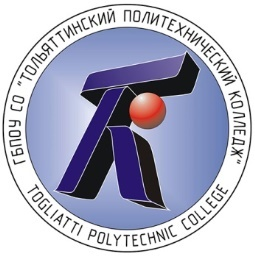 ГБПОУ СО "ТОЛЬЯТТИНСКИЙ ПОЛИТЕХНИЧЕСКИЙ КОЛЛЕДЖ"
TOGLIATTI POLYTECHNIC COLLEGE